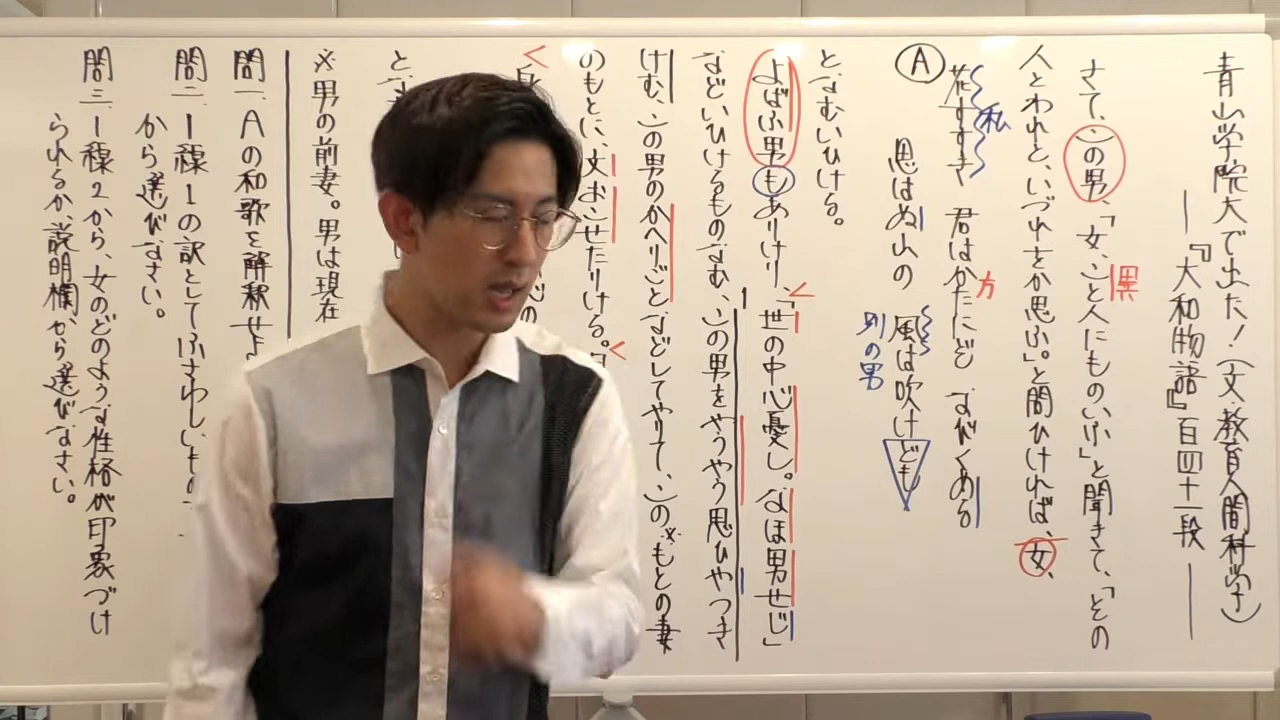 青山学院大で出た!(文、教育人間科学)
―『大和物語』百四十一段―
さて、この男、「女、こと人にものいふ」と聞きて、「その
異
人とわれと、いづれをか思ふ。」と問ひければ、女、
花すすき 君はかたにぞ なびくある
私
方
Ⓐ
思はぬ山の 風は吹けども
別の男
となむいひける。
よばふ男もありけり。「世の中心憂し。なほ男せじ」
などいひけるものなむ、1この男をやうやう思ひやつき
けむ、この男のかへりごとなどしてやりて、この※もとの妻
のもとに、文おこせたりける。
※男の前妻。男は現在
問一、Aの和歌を解釈せよ
問二、1線1の訳としてふさわしいもの
から選びなさい。
問三、1線2から、女のどのような性格が印象づけ
られるか、説明欄から選びなさい。